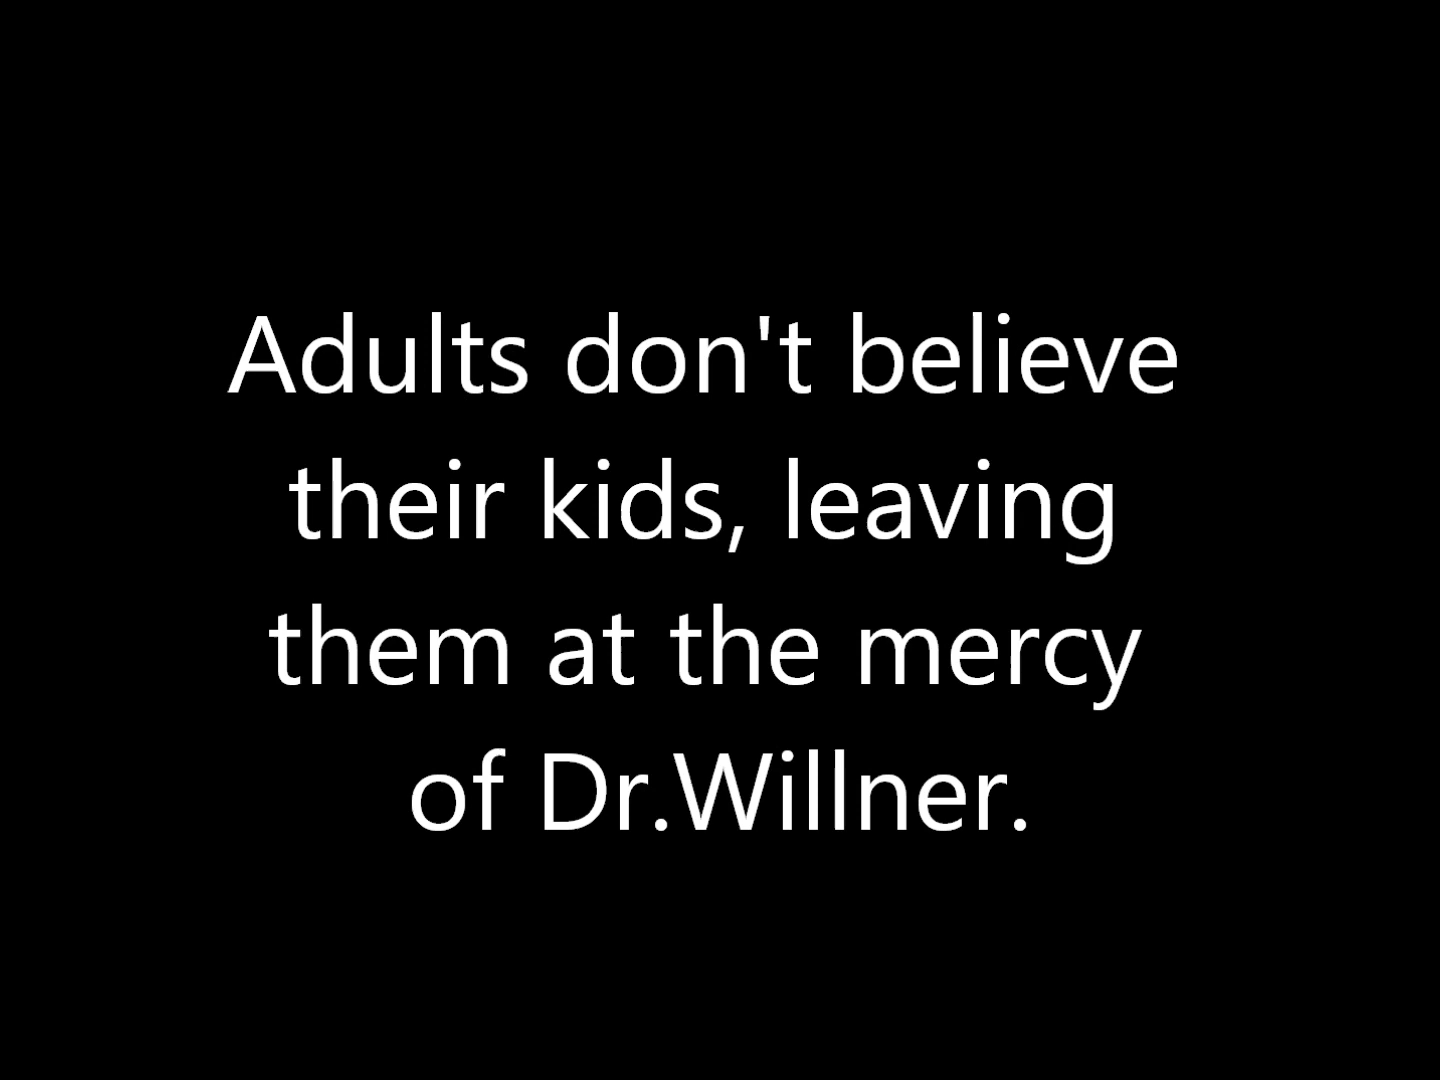 Adults don't believe
their kids, leaving
them at the mercy
of Dr.Willner.